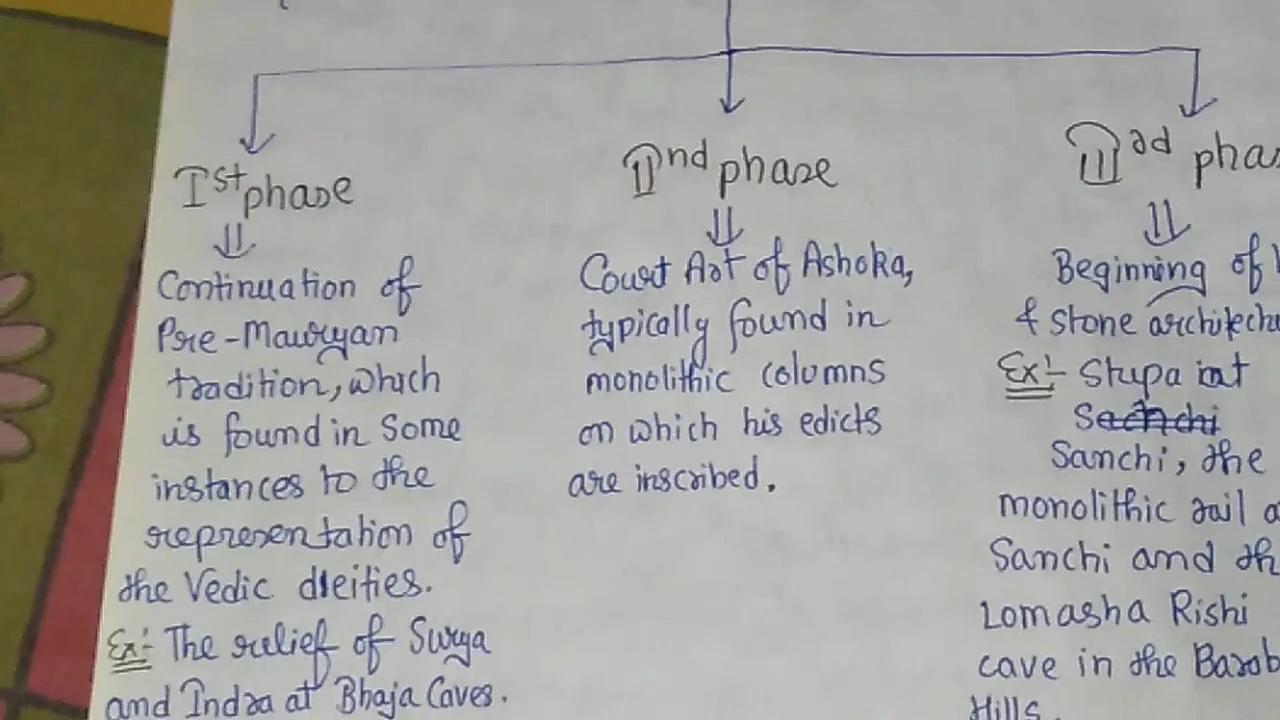 Ist phase
⇓
Continuation of
Pre-Mauryan
tradition, which
is found in some
instances to the
representation of
the Vedic dieities.
Ex:- The relief of Surya
and Indra at Bhaja Caves.
IInd phase
⇓
Court Art of Ashoka,
typically found in
monolithic columns
on which his edicts
are inscribed.
phas
⇓
Beginning of
& stone architectu
Ex:- Stupa at
Sanchi, the
monolithic rail a
Sanchi and th
Lomasha Rishi
cave in the Barab
Hills.